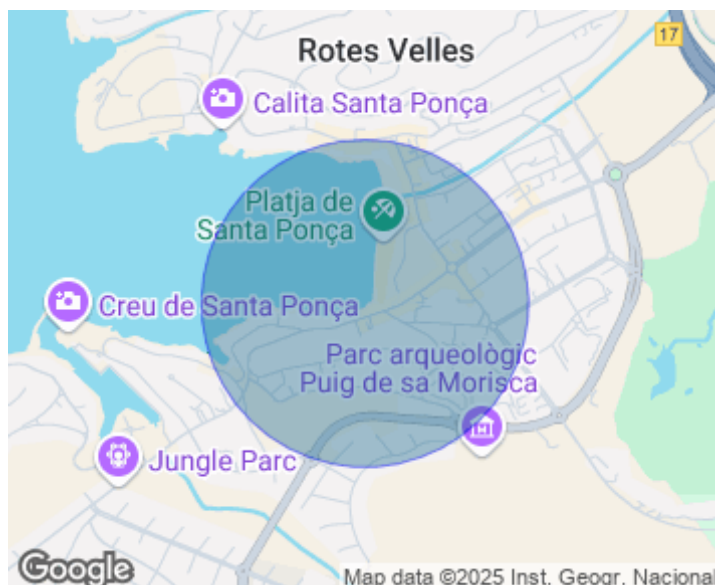 Rotes Velles
17
Calita Santa Ponça
Platja de
Santa Ponça
Creu de Santa Ponça
Parc arqueològic
Puig de sa Morisca
Jungle Parc
Google
Map data ©2025 Inst. Geogr. Nacional